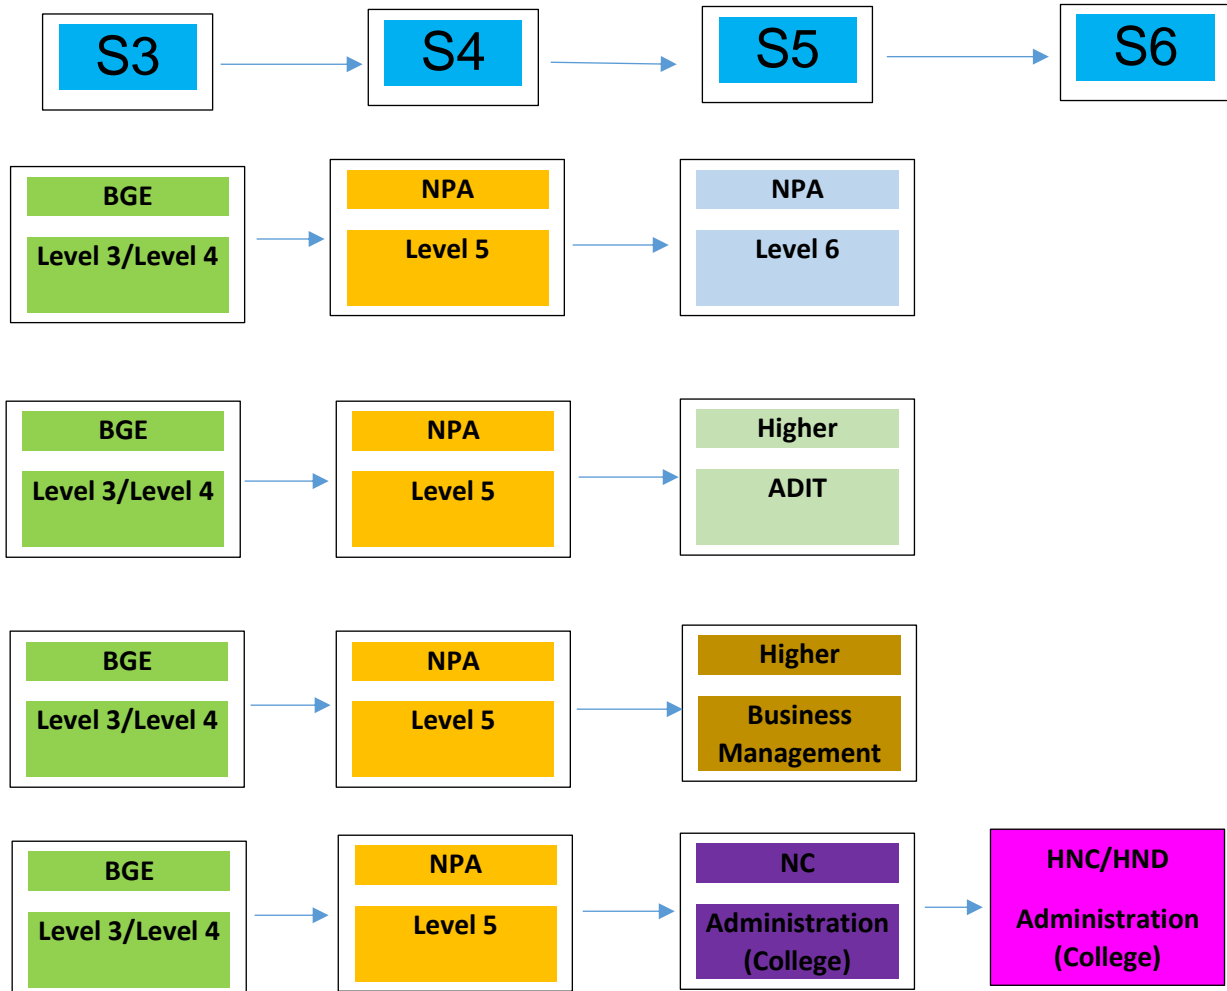 S3
S4
S5
S6
BGE
Level 3/Level 4
NPA
Level 5
NPA
Level 6
BGE
Level 3/Level 4
NPA
Level 5
Higher
ADIT
BGE
Level 3/Level 4
NPA
Level 5
Higher
Business
Management
BGE
Level 3/Level 4
NPA
Level 5
NC
Administration
(College)
HNC/HND
Administration
(College)